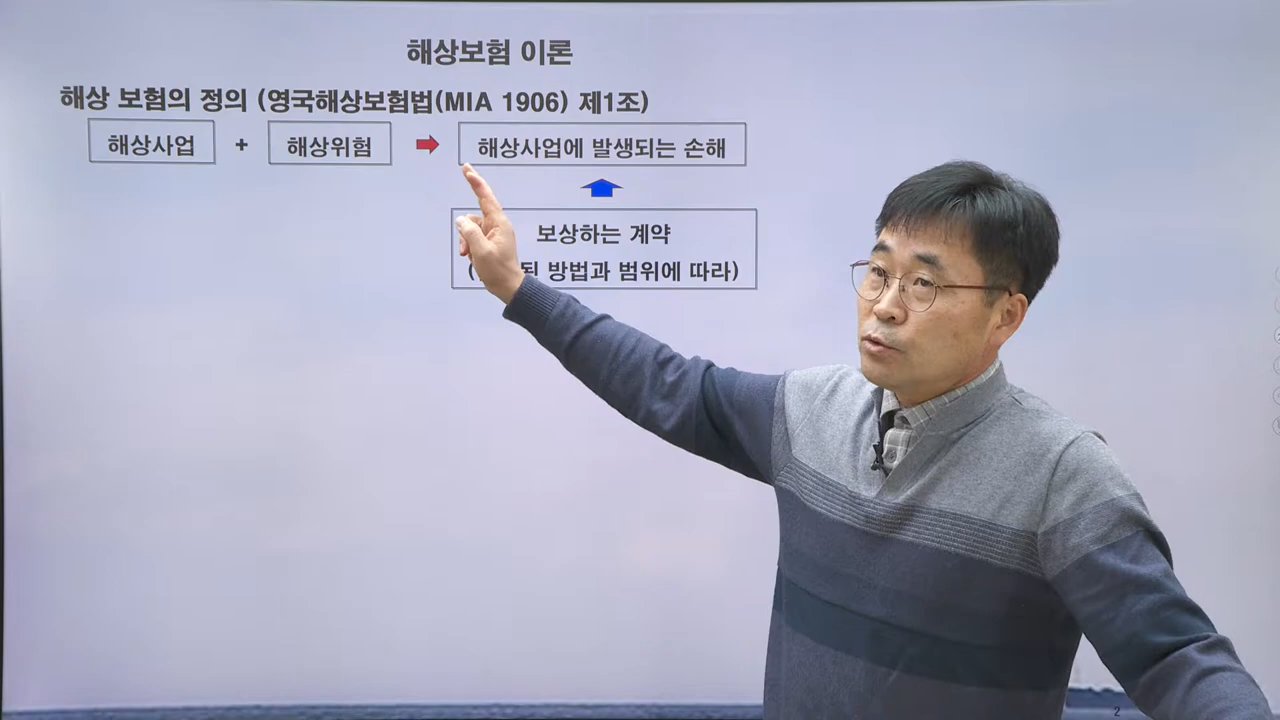 해상보험 이론
해상 보험의 정의 (영국해상보험법(MIA 1906) 제1조)
해상사업 + 해상위험 해상사업에 발생되는 손해
보상하는 계약
( 방법과 범위에 따라)
2